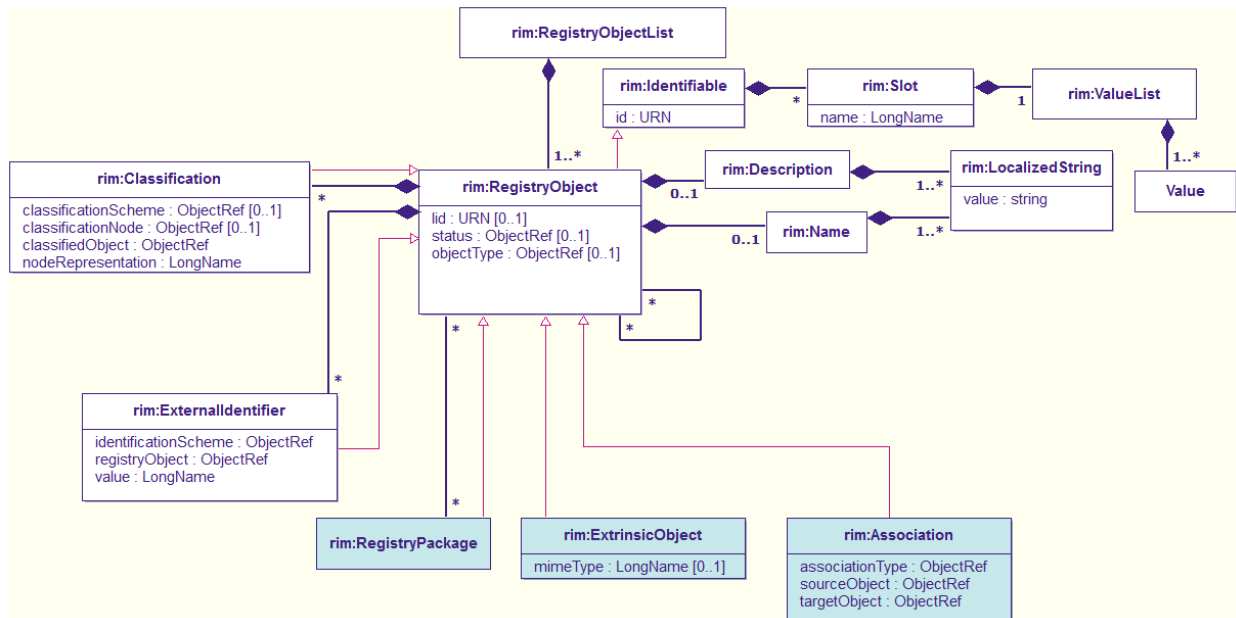 rim:RegistryObjectList
rim:Identifiable
id : URN
*
rim:Slot
name : LongName
1
rim:ValueList
1..*
Value
1..*
rim:Classification
classificationScheme : ObjectRef [0..1]
classificationNode : ObjectRef [0..1]
classifiedObject : ObjectRef
nodeRepresentation : LongName
*
rim:RegistryObject
lid : URN [0..1]
status : ObjectRef [0..1]
objectType : ObjectRef [0..1]
0..1
rim:Description
1..*
rim:LocalizedString
value : string
0..1
rim:Name
1..*
*
*
*
*
rim:ExternalIdentifier
identificationScheme : ObjectRef
registryObject : ObjectRef
value : LongName
*
rim:RegistryPackage
rim:ExtrinsicObject
mimeType : LongName [0..1]
rim:Association
associationType : ObjectRef
sourceObject : ObjectRef
targetObject : ObjectRef